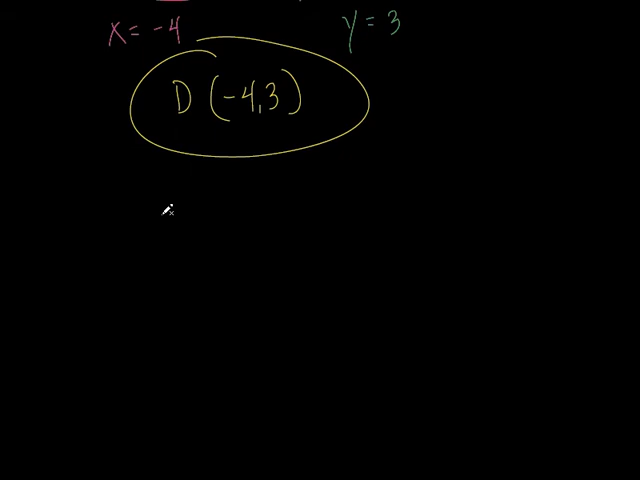 x = -4 y = 3
D (-4,3)